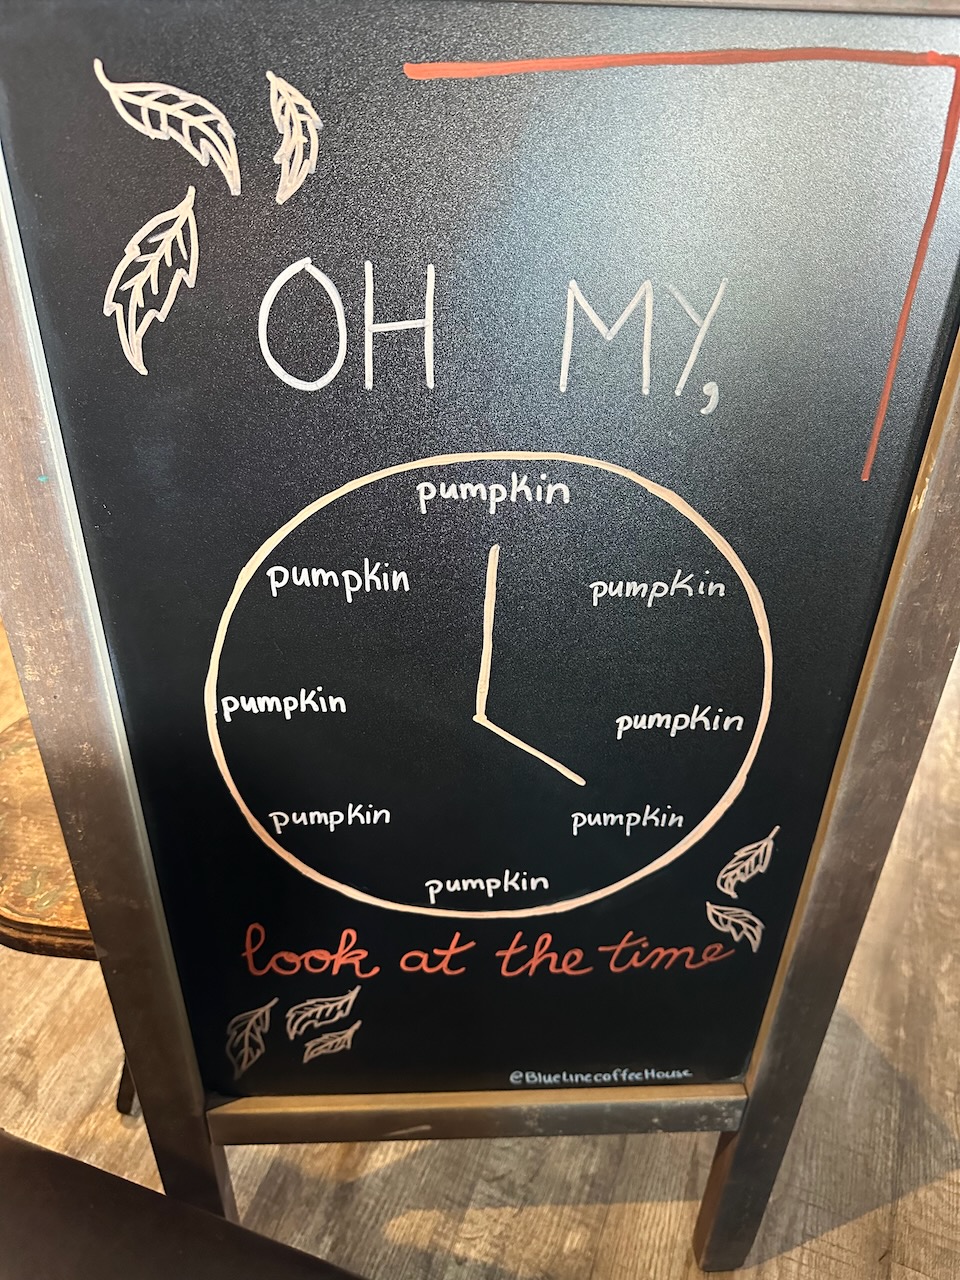 OH MY,
pumpkin
pumpkin pumpkin
pumpkin pumpkin
pumpkin pumpkin
pumpkin
look at the time
@BluelinecoffeeHouse